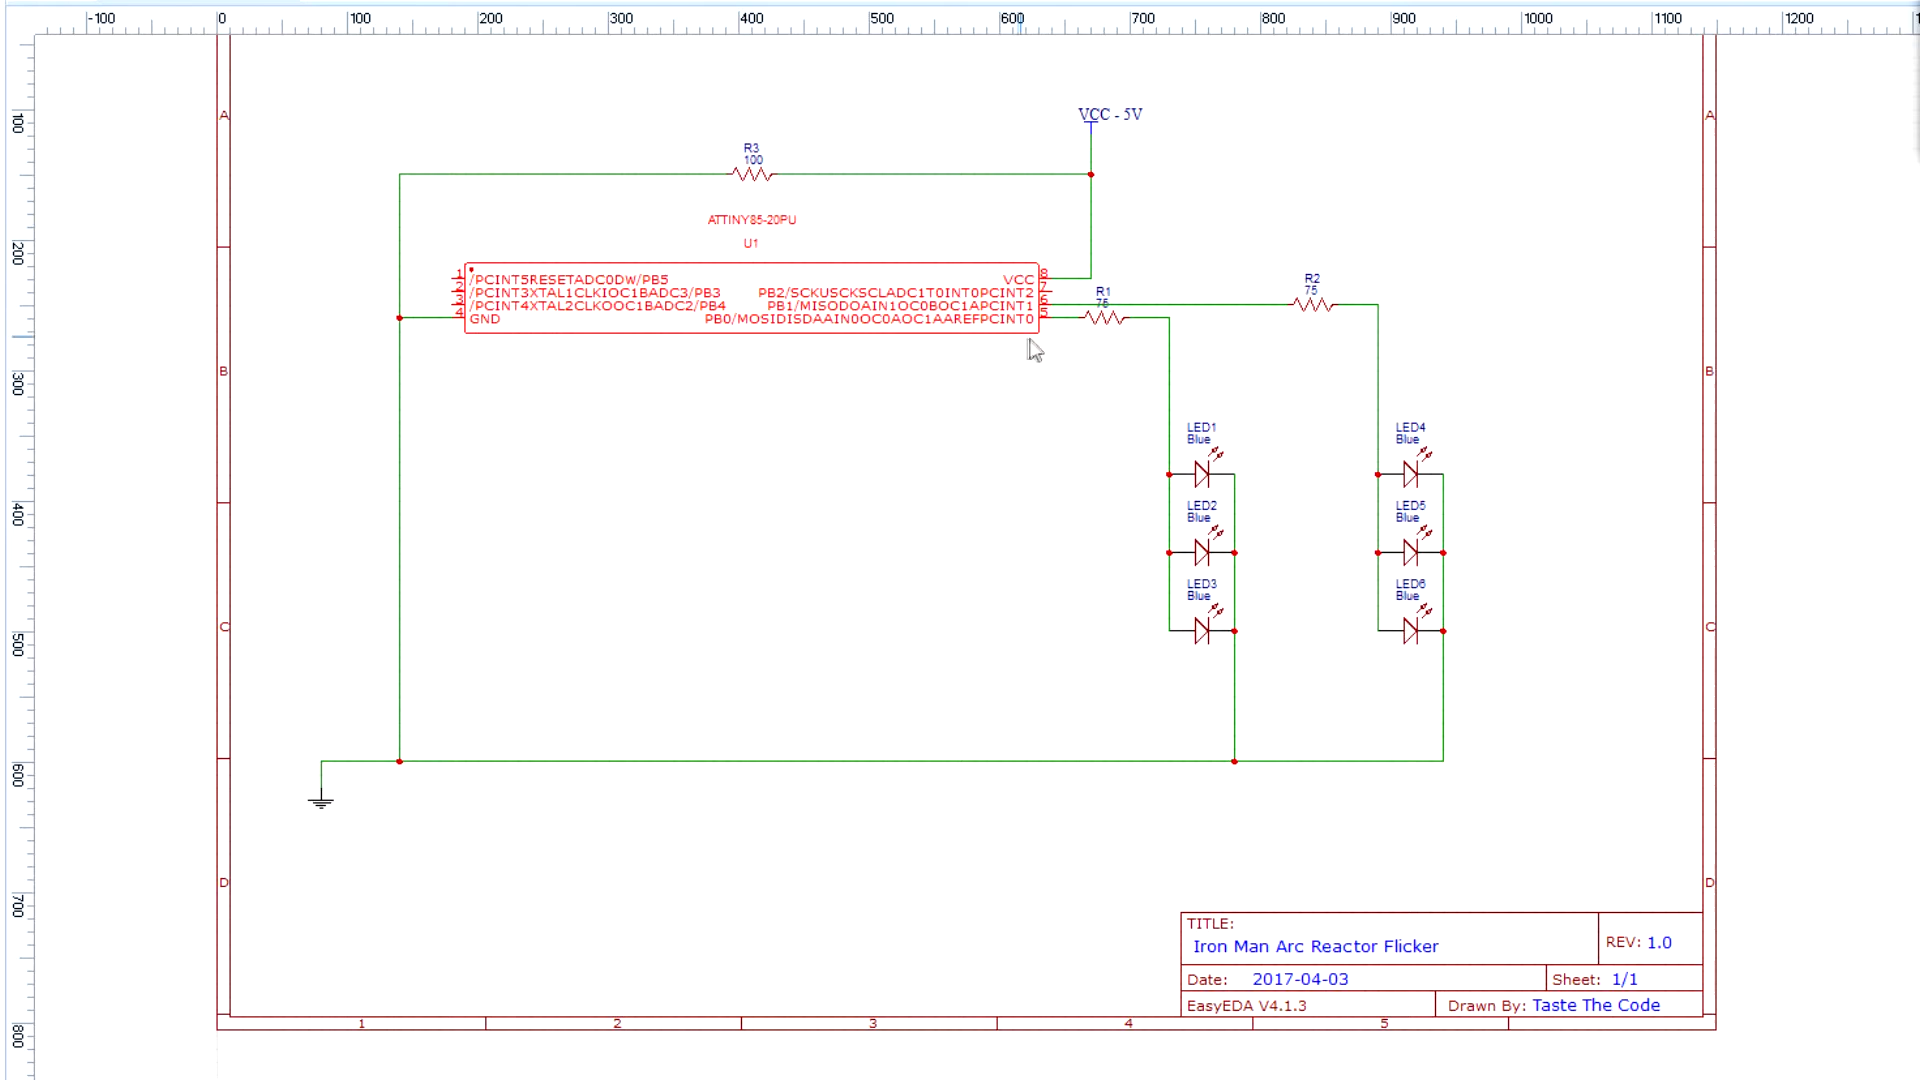 -100 0 100 200 300 400 500 600 700 800 900 1000 1100 1200
100
200
300
400
500
600
700
800
A A
B B
C C
D D
VCC - 5V
R3
100
ATTINY85-20PU
U1
1 /PCINT5RESETADC0DW/PB5 VCC 8
2 /PCINT3XTAL1CLKIOC1BADC3/PB3 PB2/SCKUSCKSCLADC1T0INT0PCINT2 7
3 /PCINT4XTAL2CLKOOC1BADC2/PB4 PB1/MISODOAIN1OC0BOC1APCINT1 6
4 GND PB0/MOSIDISDAAIN0OC0AOC1AAREFPCINT0 5
R1
75
R2
75
LED1
Blue
LED2
Blue
LED3
Blue
LED4
Blue
LED5
Blue
LED6
Blue
TITLE:
Iron Man Arc Reactor Flicker
REV: 1.0
Date: 2017-04-03
Sheet: 1/1
EasyEDA V4.1.3
Drawn By: Taste The Code
1 2 3 4 5